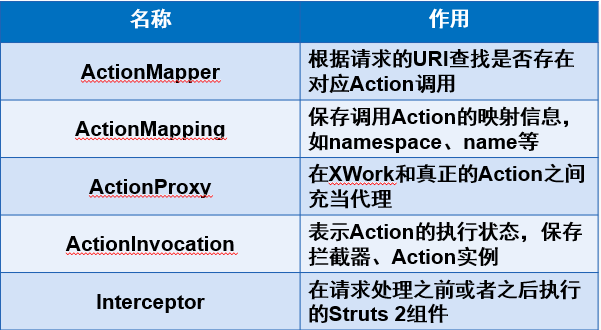 名称 作用
ActionMapper 根据请求的URI查找是否存在
对应Action调用
ActionMapping 保存调用Action的映射信息，
如namespace、name等
ActionProxy 在XWork和真正的Action之间
充当代理
ActionInvocation 表示Action的执行状态，保存
拦截器、Action实例
Interceptor 在请求处理之前或者之后执行
的Struts 2组件